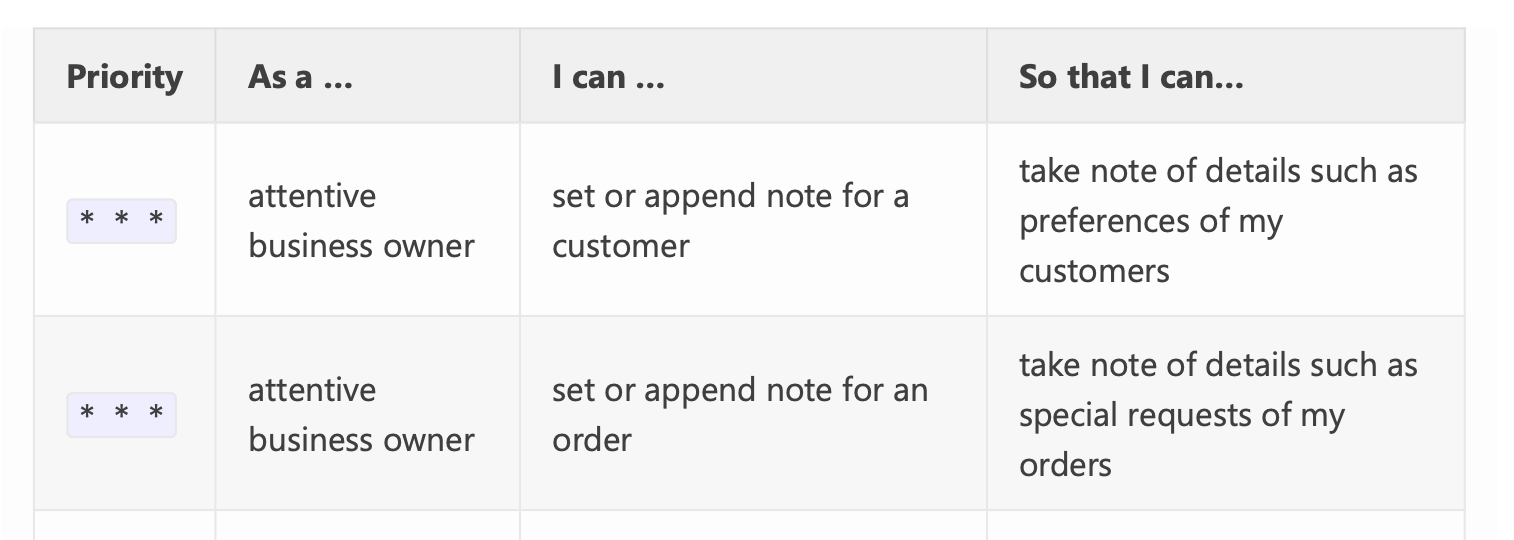 Priority As a ... I can ... So that I can...
* * * attentive business owner set or append note for a customer take note of details such as preferences of my customers
* * * attentive business owner set or append note for an order take note of details such as special requests of my orders